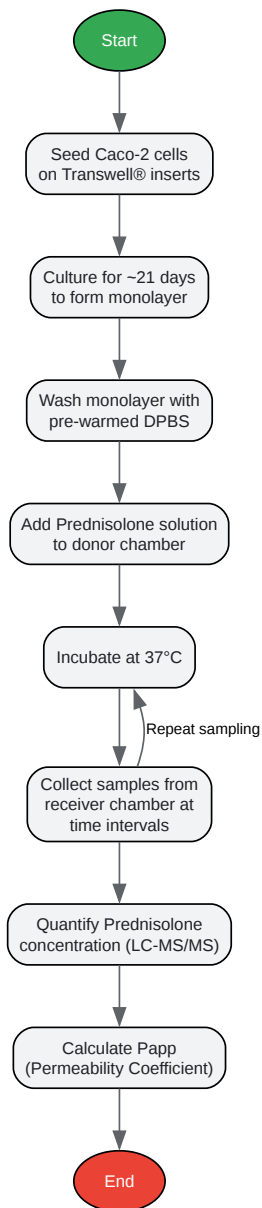 Start
Seed Caco-2 cells
on Transwell® inserts
Culture for ~21 days
to form monolayer
Wash monolayer with
pre-warmed DPBS
Add Prednisolone solution
to donor chamber
Incubate at 37°C
Repeat sampling
Collect samples from
receiver chamber at
time intervals
Quantify Prednisolone
concentration (LC-MS/MS)
Calculate Papp
(Permeability Coefficient)
End